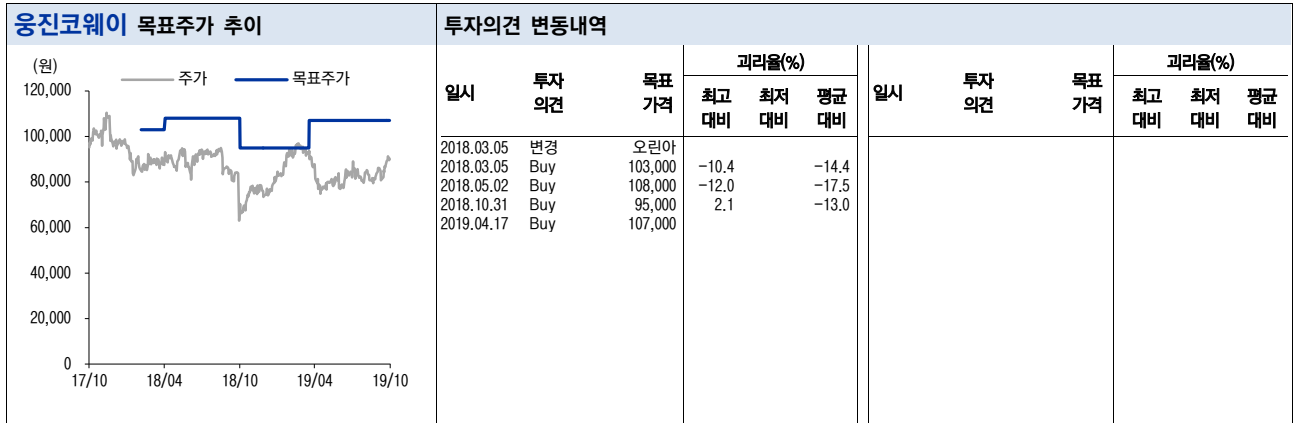 웅진코웨이 목표주가 추이
(원)
주가 목표주가
120,000
100,000
80,000
60,000
40,000
20,000
0
17/10 18/04 18/10 19/04 19/10
투자의견 변동내역
일시 투자의견 목표가격 괴리율(%)
최고대비 최저대비 평균대비
2018.03.05 변경 오린아
2018.03.05 Buy 103,000 -10.4 -14.4
2018.05.02 Buy 108,000 -12.0 -17.5
2018.10.31 Buy 95,000 2.1 -13.0
2019.04.17 Buy 107,000
일시 투자의견 목표가격 괴리율(%)
최고대비 최저대비 평균대비